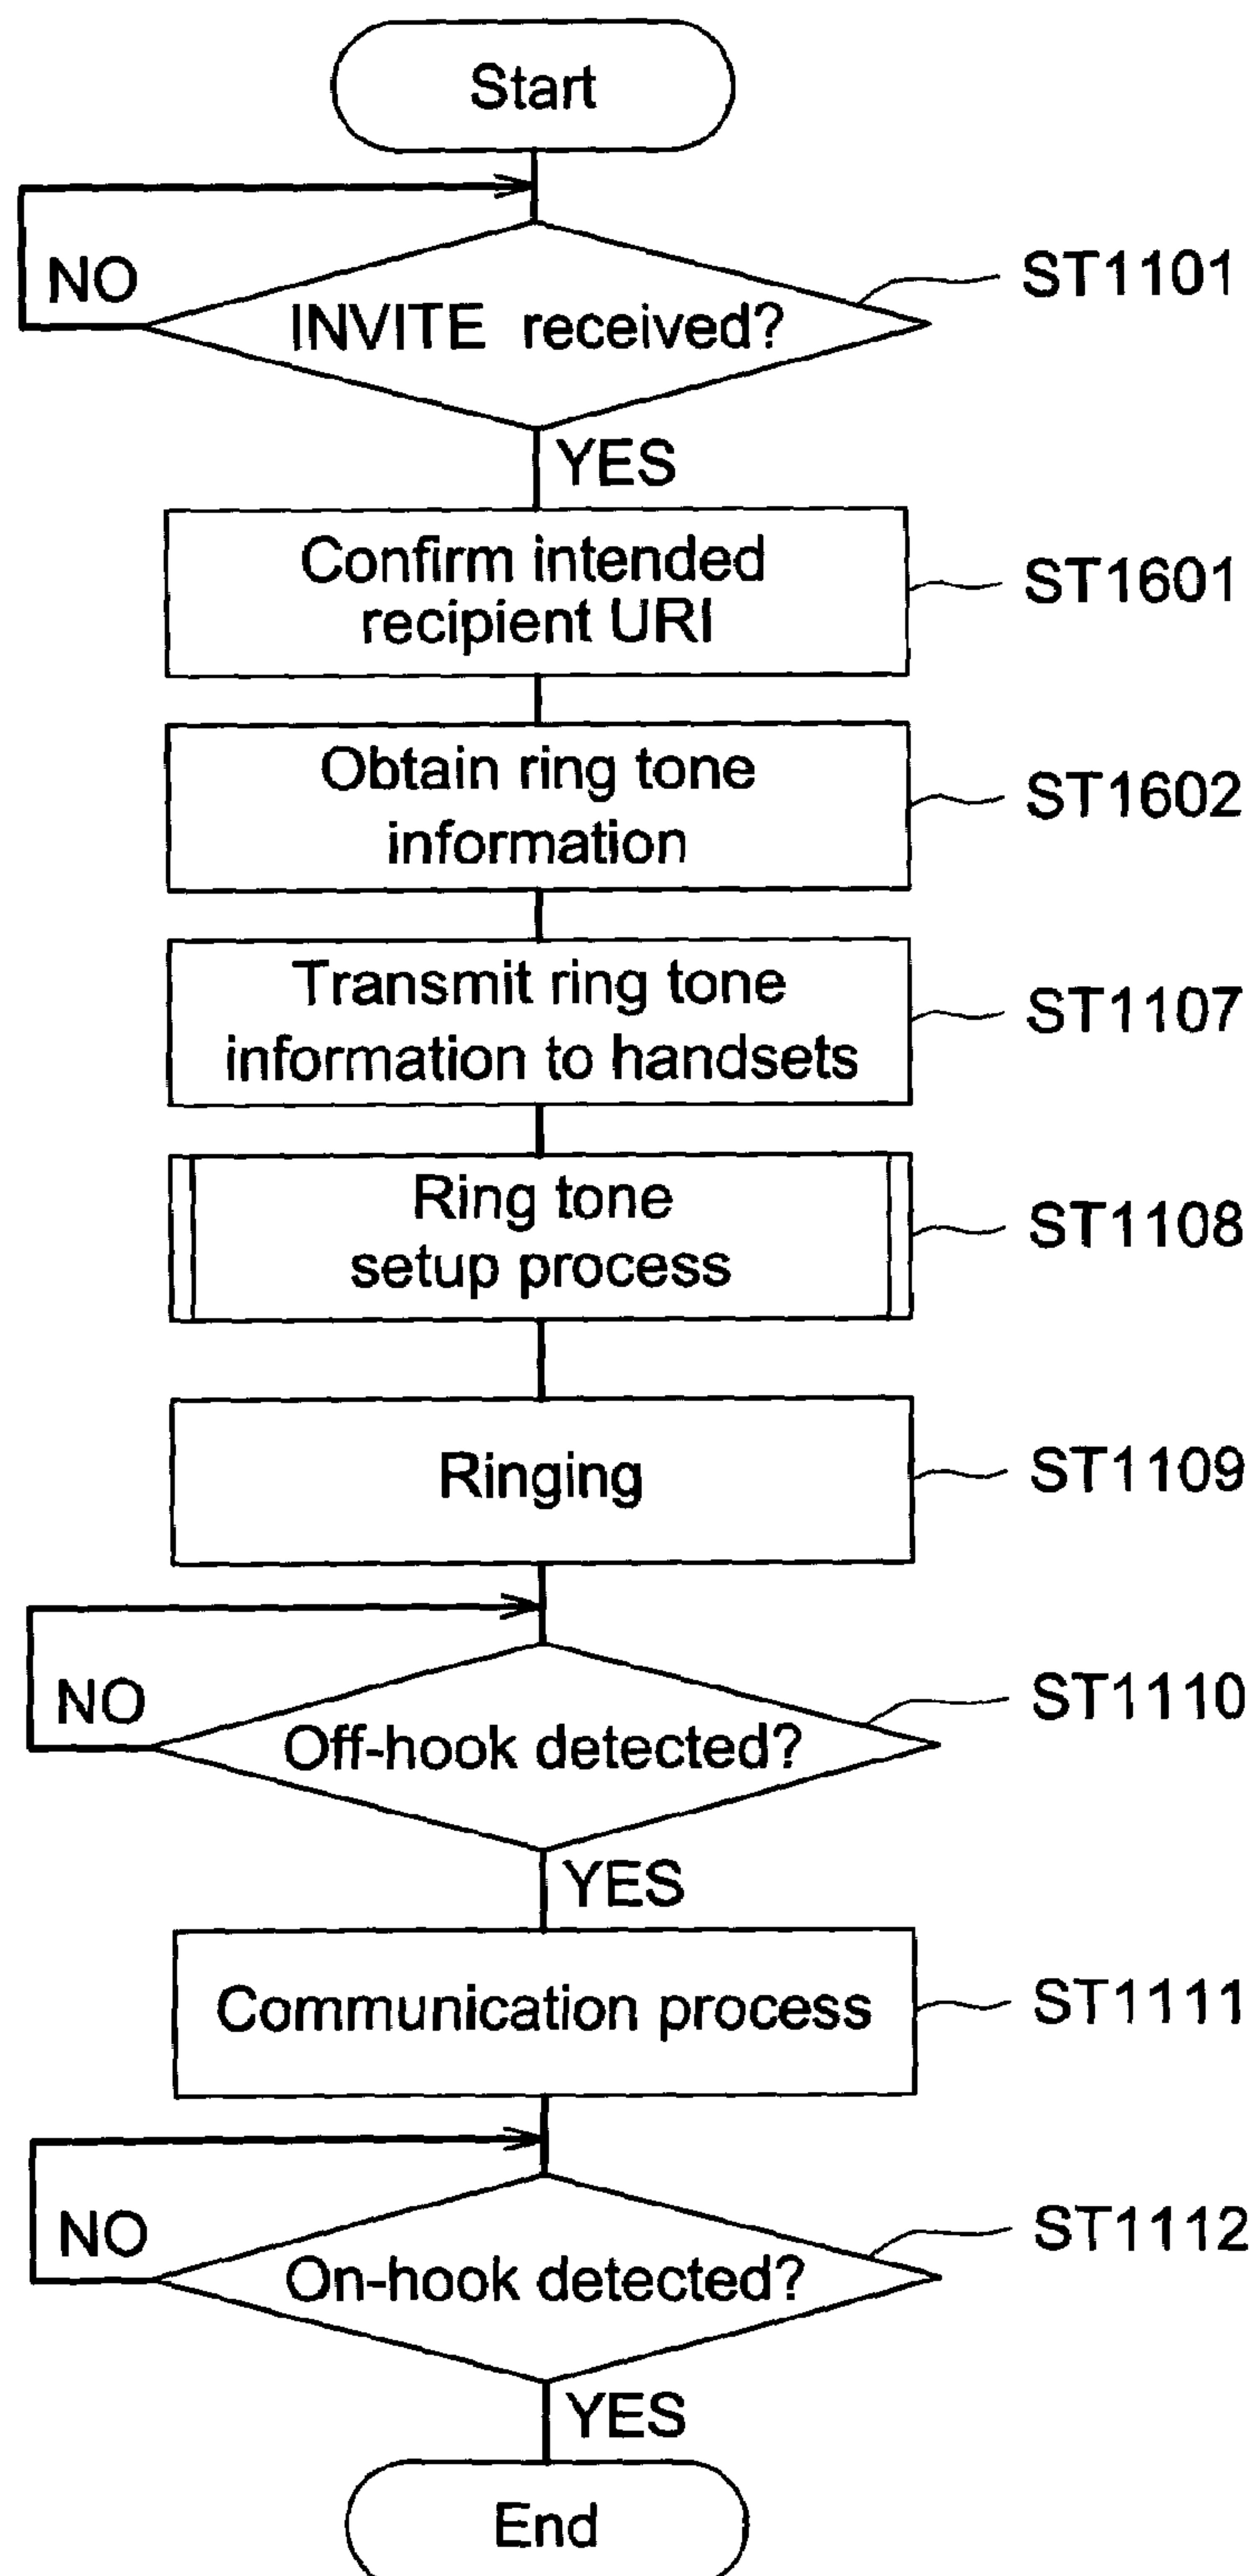 Start
NO
INVITE received?
ST1101
YES
Confirm intended
recipient URI
ST1601
Obtain ring tone
information
ST1602
Transmit ring tone
information to handsets
ST1107
Ring tone
setup process
ST1108
Ringing
ST1109
NO
Off-hook detected?
ST1110
YES
Communication process
ST1111
NO
On-hook detected?
ST1112
YES
End